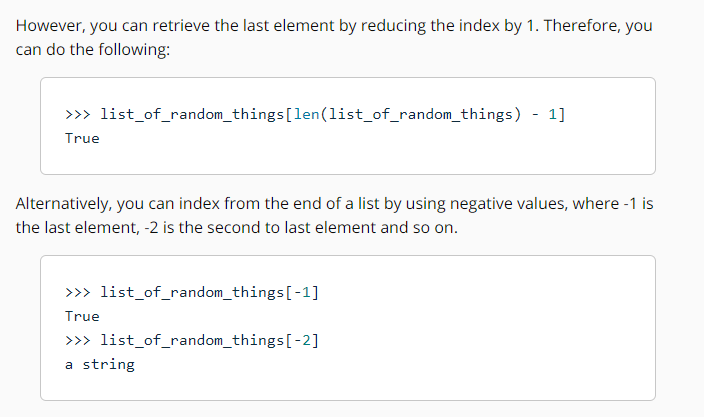 However, you can retrieve the last element by reducing the index by 1. Therefore, you
can do the following:
>>> list_of_random_things[len(list_of_random_things) - 1]
True
Alternatively, you can index from the end of a list by using negative values, where -1 is
the last element, -2 is the second to last element and so on.
>>> list_of_random_things[-1]
True
>>> list_of_random_things[-2]
a string